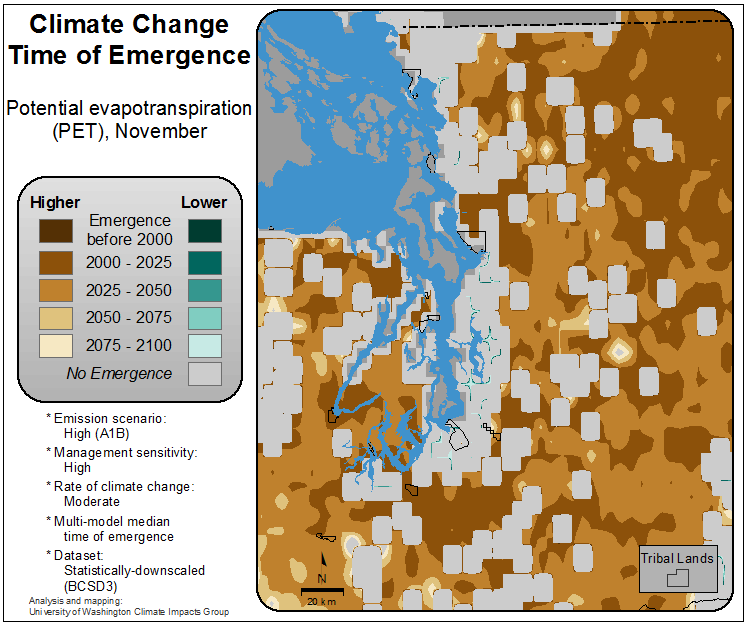 Climate Change
Time of Emergence
Potential evapotranspiration
(PET), November
Higher Lower
Emergence
before 2000
2000 - 2025
2025 - 2050
2050 - 2075
2075 - 2100
No Emergence
* Emission scenario:
High (A1B)
* Management sensitivity:
High
* Rate of climate change:
Moderate
* Multi-model median
time of emergence
* Dataset:
Statistically-downscaled
(BCSD3)
Analysis and mapping:
University of Washington Climate Impacts Group
N
20 km
Tribal Lands